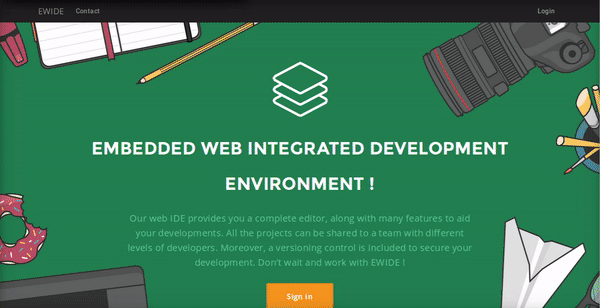 EWIDE Contact Login
EMBEDDED WEB INTEGRATED DEVELOPMENT
ENVIRONMENT !
Our web IDE provides you a complete editor, along with many features to aid
your developments. All the projects can be shared to a team with different
levels of developers. Moreover, a versioning control is included to secure your
development. Don't wait and work with EWIDE !
Sign in